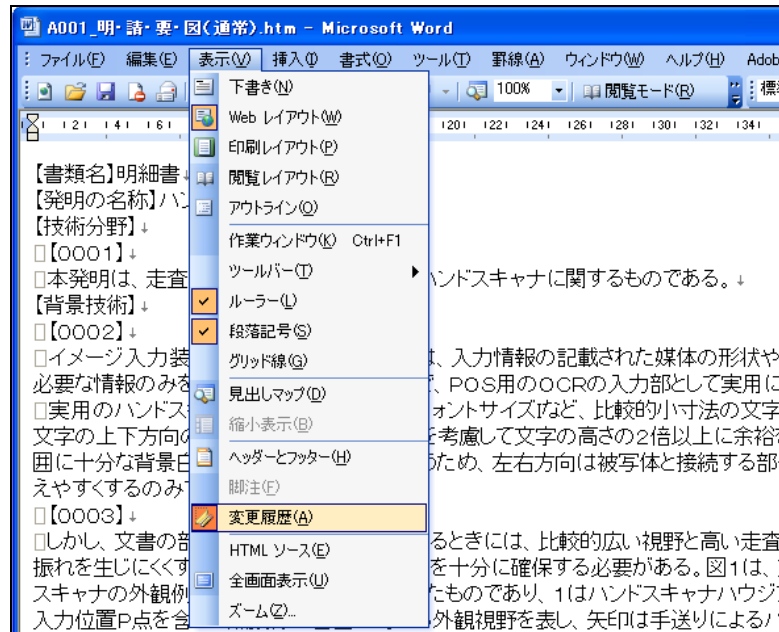 A001_明・請・要・図(通常).htm - Microsoft Word
ファイル(F) 編集(E) 表示(V) 挿入(I) 書式(O) ツール(T) 罫線(A) ウィンドウ(W) ヘルプ(H) Adob
100% 閲覧モード(R) 標
下書き(N)
Web レイアウト(W)
印刷レイアウト(P)
閲覧レイアウト(R)
アウトライン(O)
作業ウィンドウ(K) Ctrl+F1
ツールバー(T)
ルーラー(L)
段落記号(S)
グリッド線(G)
見出しマップ(D)
縮小表示(B)
ヘッダーとフッター(H)
脚注(F)
変更履歴(A)
HTML ソース(E)
全画面表示(U)
ズーム(Z)...
2 4 6 20 22 24 26 28 30 32 34
【書類名】明細書↓
【発明の名称】ハン
【技術分野】↓
□【0001】↓
□本発明は、走査 ハンドスキャナに関するものである。↓
【背景技術】↓
□【0002】↓
□イメージ入力装 は、入力情報の記載された媒体の形状や
必要な情報のみを で、POS用のOCRの入力部として実用に
□実用のハンドス ォントサイズIなど、比較的小寸法の文字
文字の上下方向の を考慮して文字の高さの2倍以上に余裕
囲に十分な背景白 のため、左右方向は被写体と接続する部
えやすくするのみ
□【0003】↓
□しかし、文書の部 るときには、比較的広い視野と高い走査
振れを生じにくくす を十分に確保する必要がある。図1は、
スキャナの外観例 たものであり、1はハンドスキャナハウジ
入力位置P点を含 外観視野を表し、矢印は手送りによる